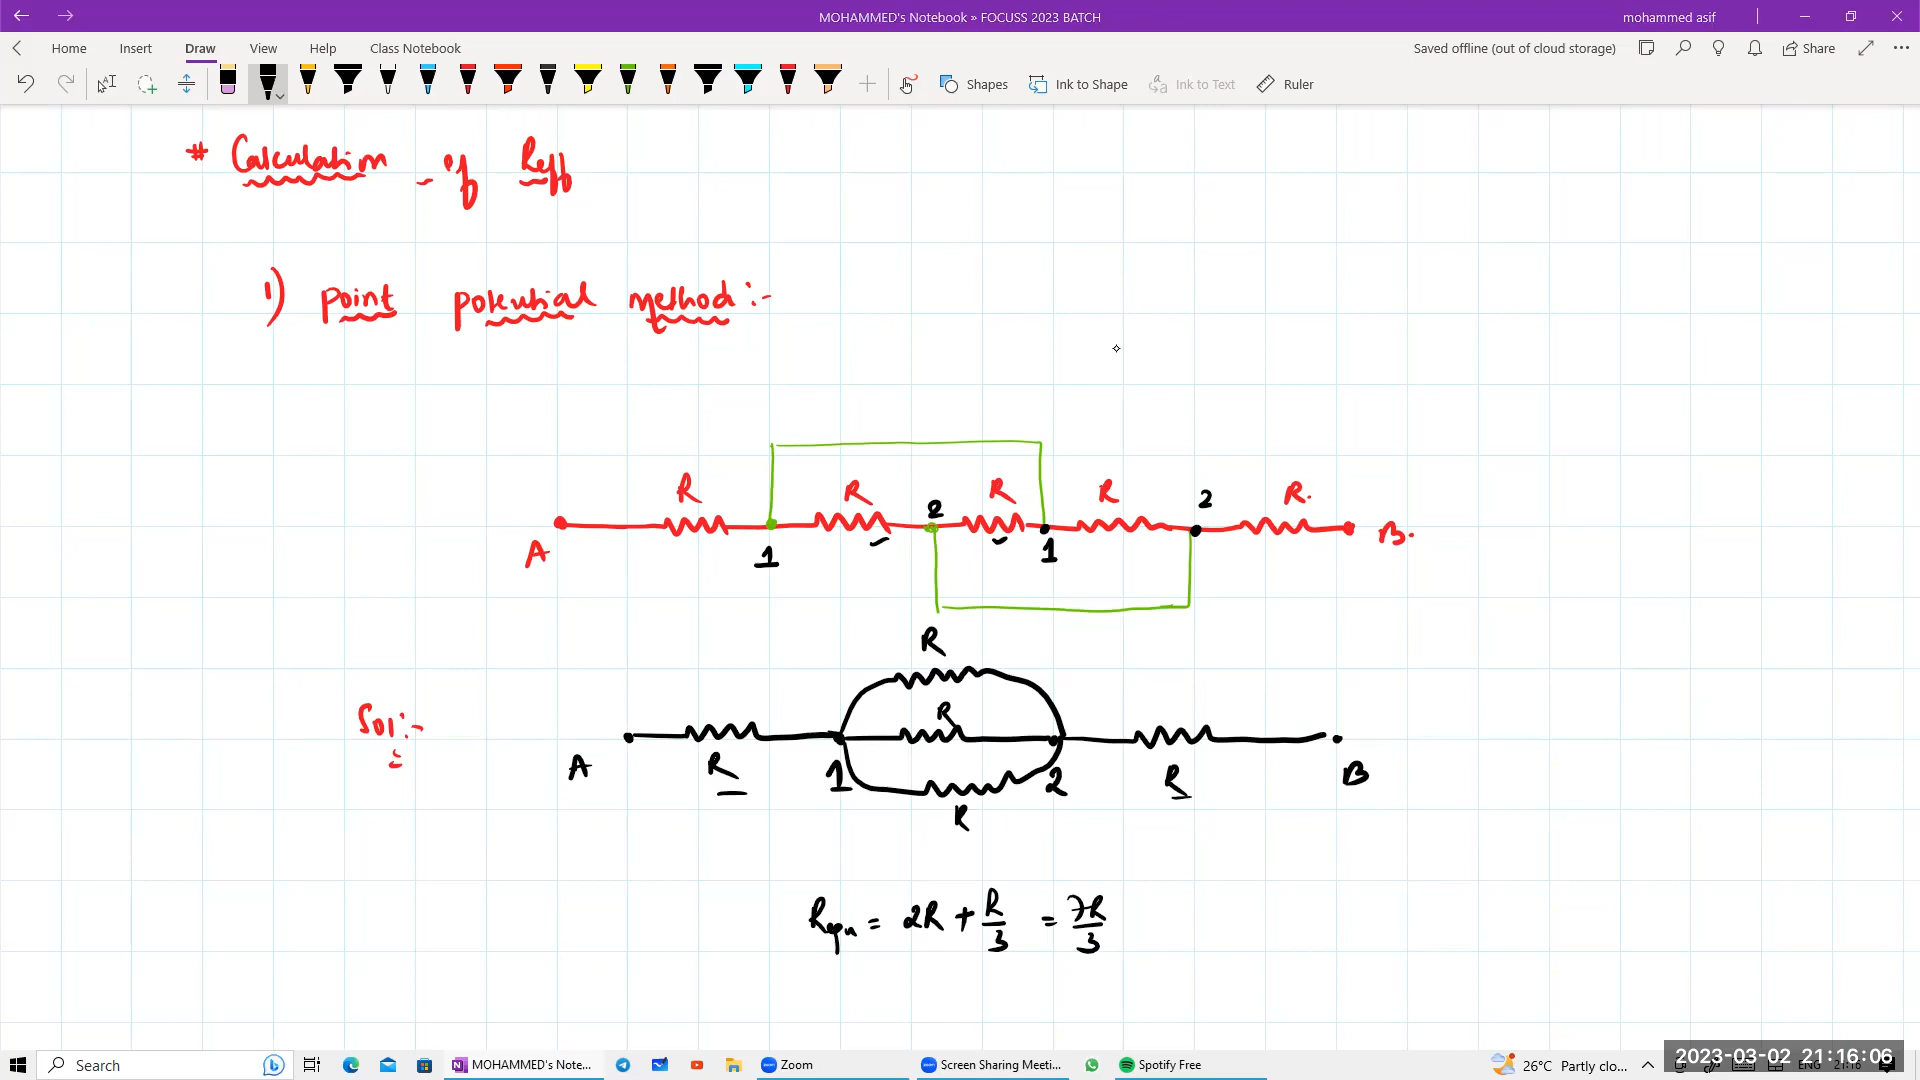 MOHAMMED's Notebook » FOCUSS 2023 BATCH
mohammed asif
Home Insert Draw View Help Class Notebook
Saved offline (out of cloud storage)
Share
Shapes Ink to Shape Ink to Text Ruler
# Calculation of Reff
1) point potential method :-
R R R R R.
2 2
A 1 1 B.
R
Sol :-
R
A R 1 2 R B
R
Requ = 2R + R/3 = 7R/3
Search
MOHAMMED's Note...
Zoom
Screen Sharing Meeti...
Spotify Free
26°C Partly clo...
ENG
2023-03-02 21:16:06